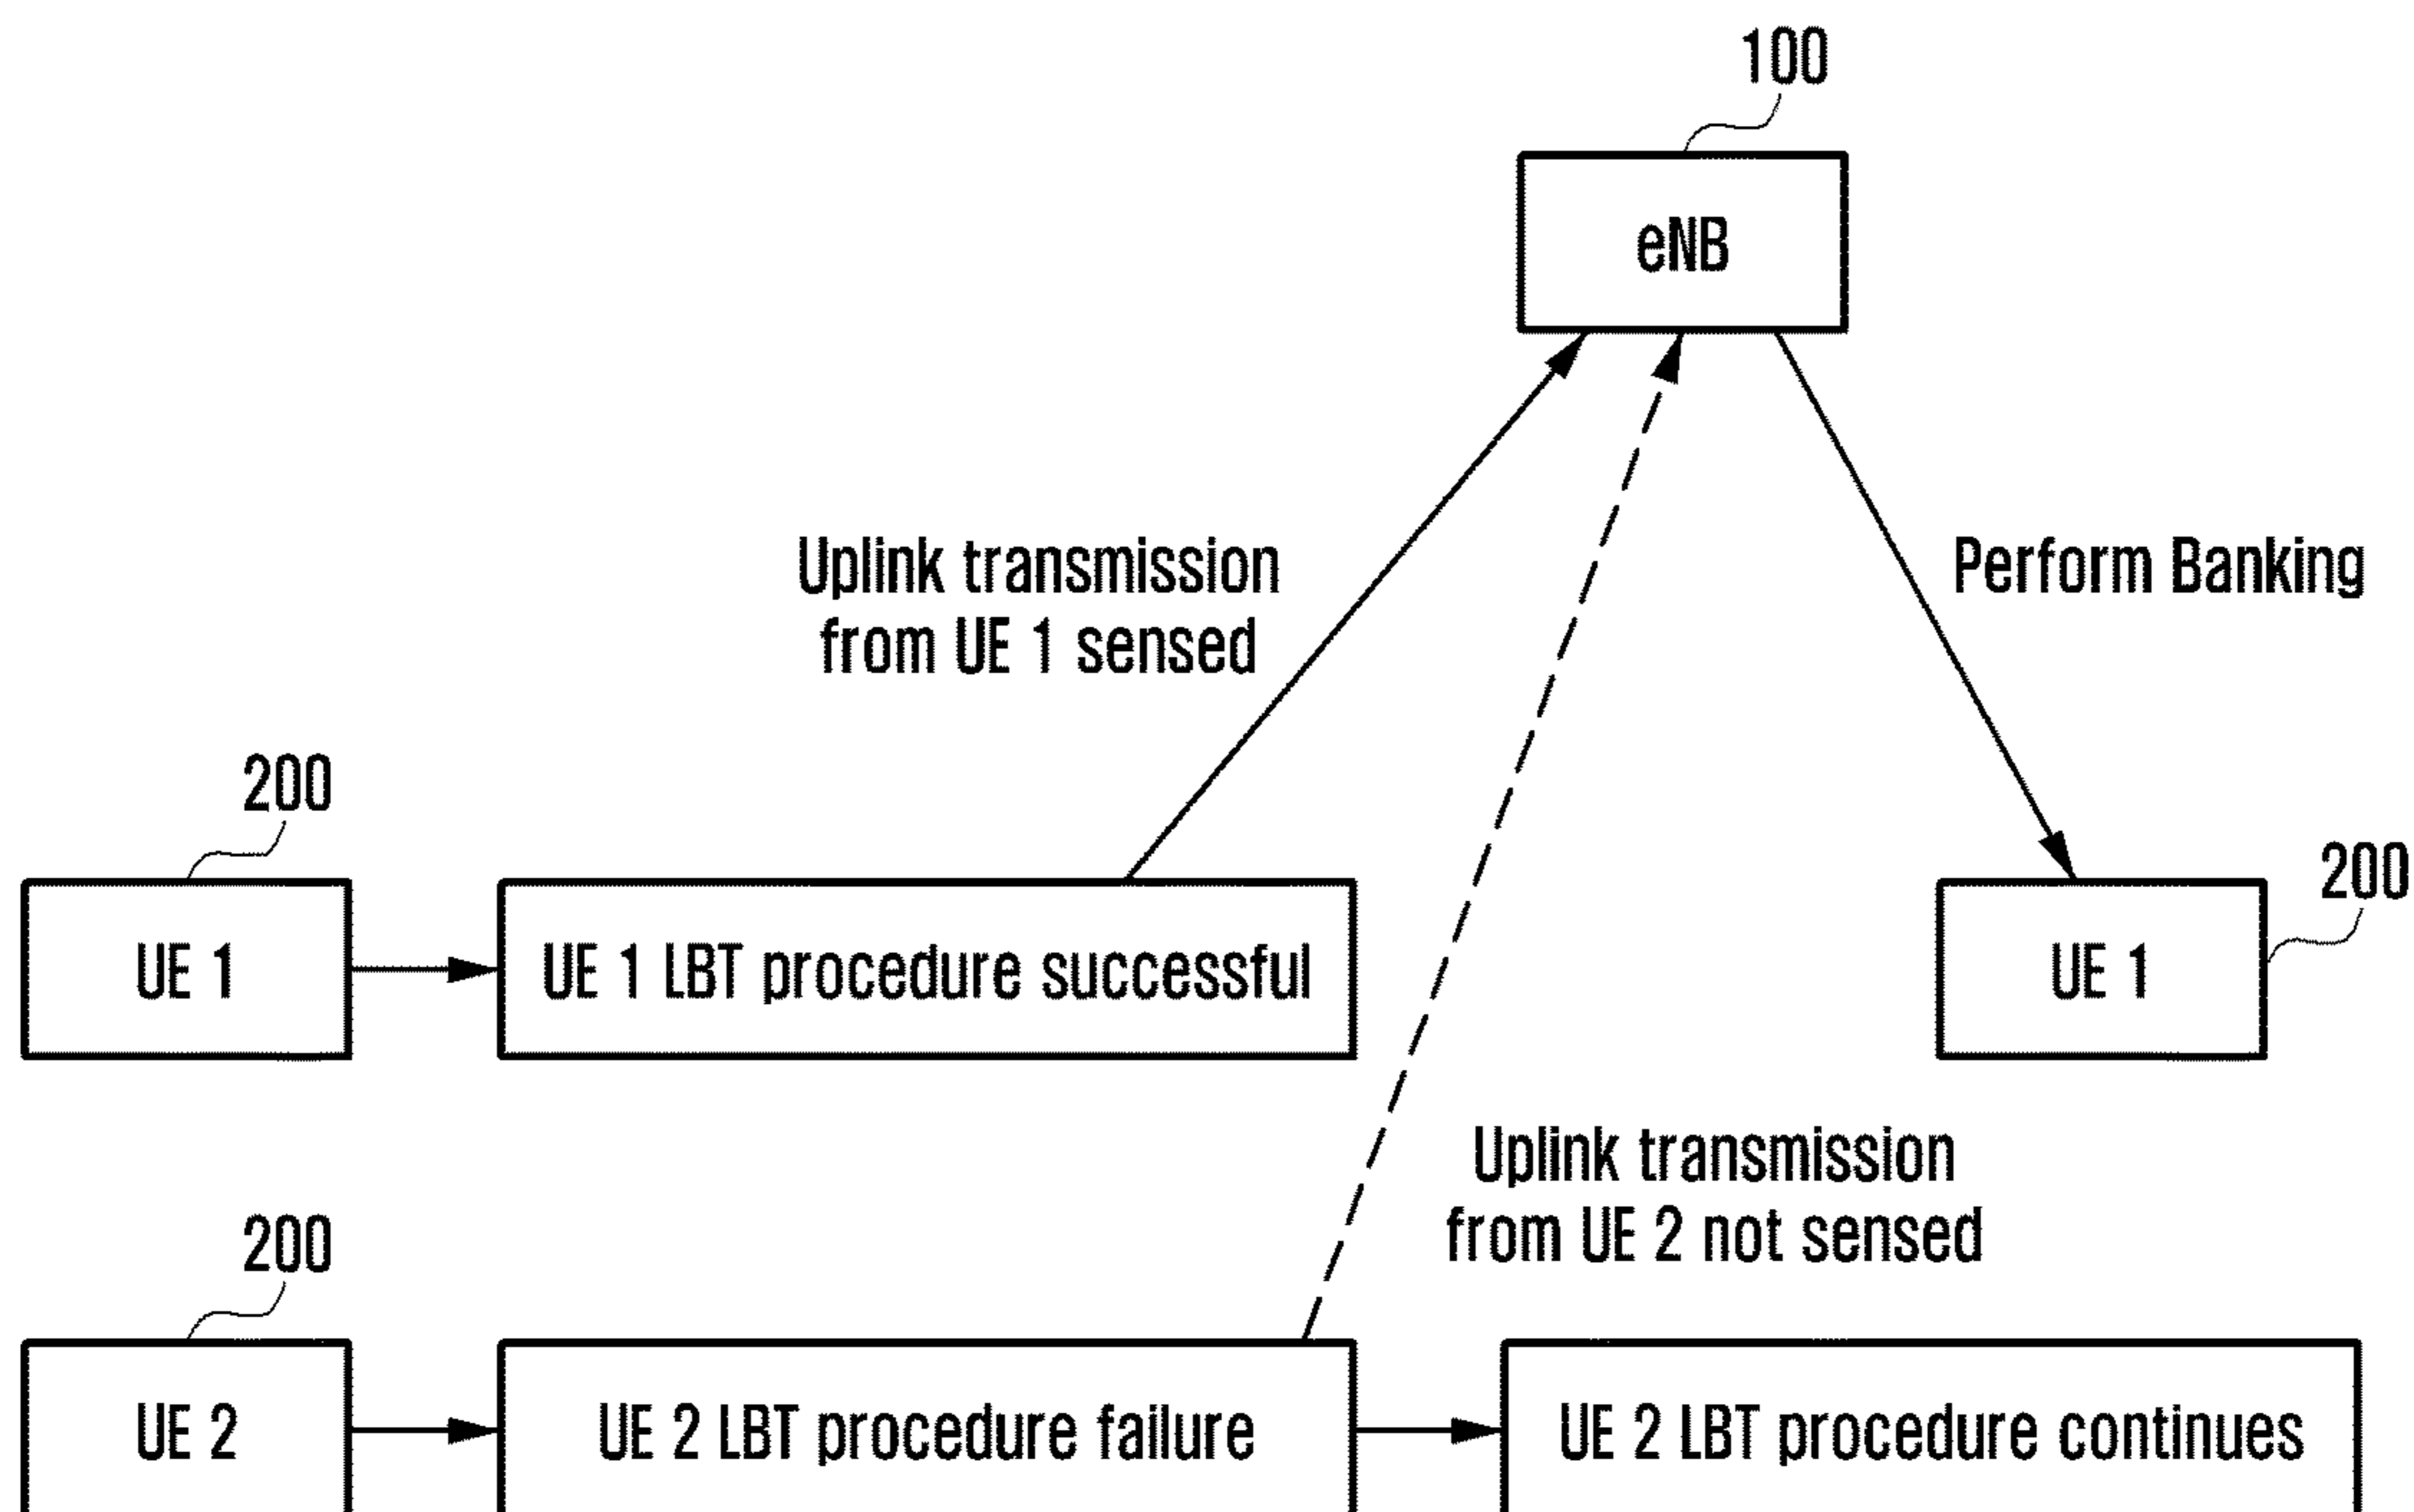 100
eNB
Uplink transmission
from UE 1 sensed
Perform Banking
200
200
UE 1
UE 1 LBT procedure successful
UE 1
Uplink transmission
from UE 2 not sensed
200
UE 2
UE 2 LBT procedure failure
UE 2 LBT procedure continues